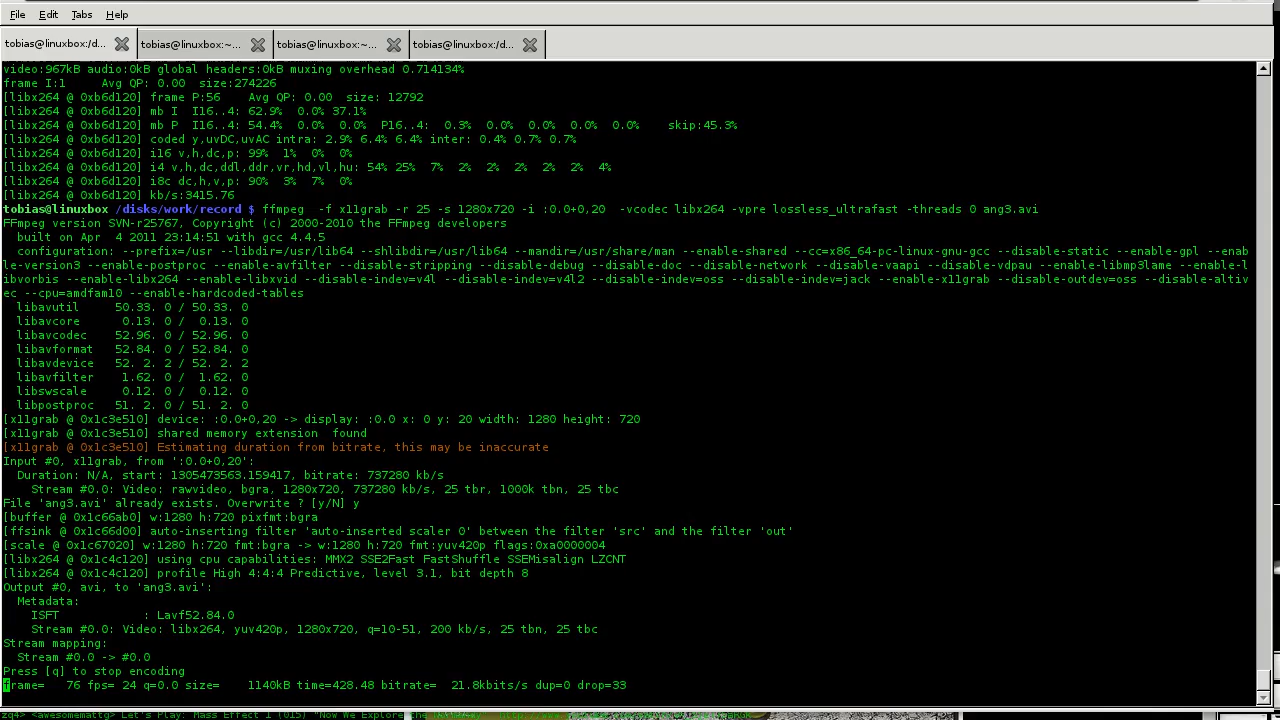 File Edit Tabs Help
tobias@linuxbox:/d... tobias@linuxbox:~... tobias@linuxbox:~... tobias@linuxbox:/d...
video:967kB audio:0kB global headers:0kB muxing overhead 0.714134%
frame I:1     Avg QP: 0.00  size:274226
[libx264 @ 0xb6d120] frame P:56    Avg QP: 0.00  size: 12792
[libx264 @ 0xb6d120] mb I  I16..4: 62.9%  0.0% 37.1%
[libx264 @ 0xb6d120] mb P  I16..4: 54.4%  0.0%  0.0%  P16..4:  0.3%  0.0%  0.0%  0.0%  0.0%    skip:45.3%
[libx264 @ 0xb6d120] coded y,uvDC,uvAC intra: 2.9% 6.4% 6.4% inter: 0.4% 0.7% 0.7%
[libx264 @ 0xb6d120] i16 v,h,dc,p: 99%  1%  0%  0%
[libx264 @ 0xb6d120] i4 v,h,dc,ddl,ddr,vr,hd,vl,hu: 54% 25%  7%  2%  2%  2%  2%  2%  4%
[libx264 @ 0xb6d120] i8c dc,h,v,p: 90%  3%  7%  0%
[libx264 @ 0xb6d120] kb/s:3415.76
tobias@linuxbox /disks/work/record $ ffmpeg  -f x11grab -r 25 -s 1280x720 -i :0.0+0,20  -vcodec libx264 -vpre lossless_ultrafast -threads 0 ang3.avi
FFmpeg version SVN-r25767, Copyright (c) 2000-2010 the FFmpeg developers
  built on Apr  4 2011 23:14:51 with gcc 4.4.5
  configuration: --prefix=/usr --libdir=/usr/lib64 --shlibdir=/usr/lib64 --mandir=/usr/share/man --enable-shared --cc=x86_64-pc-linux-gnu-gcc --disable-static --enable-gpl --enab
le-version3 --enable-postproc --enable-avfilter --disable-stripping --disable-debug --disable-doc --disable-network --disable-vaapi --disable-vdpau --enable-libmp3lame --enable-l
ibvorbis --enable-libx264 --enable-libxvid --disable-indev=v4l --disable-indev=v4l2 --disable-indev=oss --disable-indev=jack --enable-x11grab --disable-outdev=oss --disable-altiv
ec --cpu=amdfam10 --enable-hardcoded-tables
  libavutil     50.33. 0 / 50.33. 0
  libavcore      0.13. 0 /  0.13. 0
  libavcodec    52.96. 0 / 52.96. 0
  libavformat   52.84. 0 / 52.84. 0
  libavdevice   52. 2. 2 / 52. 2. 2
  libavfilter    1.62. 0 /  1.62. 0
  libswscale     0.12. 0 /  0.12. 0
  libpostproc   51. 2. 0 / 51. 2. 0
[x11grab @ 0x1c3e510] device: :0.0+0,20 -> display: :0.0 x: 0 y: 20 width: 1280 height: 720
[x11grab @ 0x1c3e510] shared memory extension  found
[x11grab @ 0x1c3e510] Estimating duration from bitrate, this may be inaccurate
Input #0, x11grab, from ':0.0+0,20':
  Duration: N/A, start: 1305473563.159417, bitrate: 737280 kb/s
    Stream #0.0: Video: rawvideo, bgra, 1280x720, 737280 kb/s, 25 tbr, 1000k tbn, 25 tbc
File 'ang3.avi' already exists. Overwrite ? [y/N] y
[buffer @ 0x1c66ab0] w:1280 h:720 pixfmt:bgra
[ffsink @ 0x1c66d00] auto-inserting filter 'auto-inserted scaler 0' between the filter 'src' and the filter 'out'
[scale @ 0x1c67020] w:1280 h:720 fmt:bgra -> w:1280 h:720 fmt:yuv420p flags:0xa0000004
[libx264 @ 0x1c4c120] using cpu capabilities: MMX2 SSE2Fast FastShuffle SSEMisalign LZCNT
[libx264 @ 0x1c4c120] profile High 4:4:4 Predictive, level 3.1, bit depth 8
Output #0, avi, to 'ang3.avi':
  Metadata:
    ISFT            : Lavf52.84.0
    Stream #0.0: Video: libx264, yuv420p, 1280x720, q=10-51, 200 kb/s, 25 tbn, 25 tbc
Stream mapping:
  Stream #0.0 -> #0.0
Press [q] to stop encoding
frame=   76 fps= 24 q=0.0 size=    1140kB time=428.48 bitrate=  21.8kbits/s dup=0 drop=33
zq4> <awesomemattg> Let's Play: Mass Effect 1 (015) "Now We Explore the